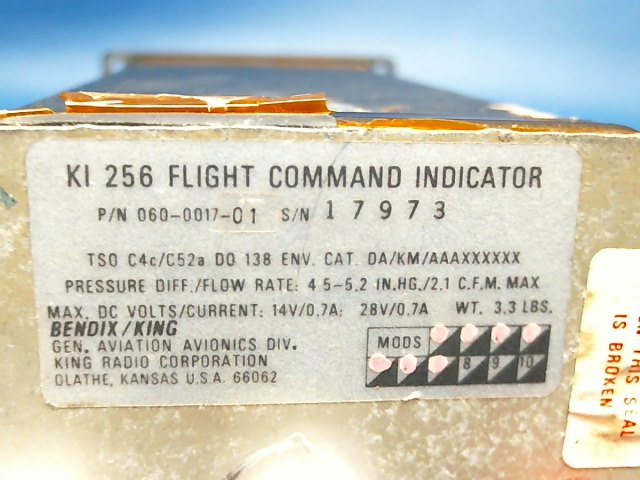 KI 256 FLIGHT COMMAND INDICATOR
P/N 060-0017-01 S/N 17973
TSO C4c/C52a DO 138 ENV. CAT. DA/KM/AAAXXXXXX
PRESSURE DIFF./FLOW RATE: 4 5-5.2 IN.HG./2.1 C.F.M. MAX
MAX. DC VOLTS/CURRENT: 14V/0.7A; 28V/0.7A WT. 3.3 LBS.
BENDIX/KING
GEN. AVIATION AVIONICS DIV.
KING RADIO CORPORATION
OLATHE, KANSAS U.S.A. 66062
MODS
8 9 10
THIS SEAL
IS BROKEN